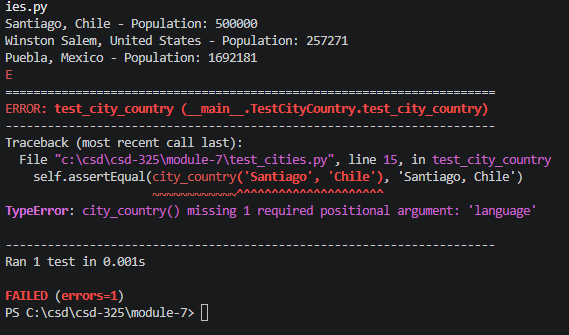 ies.py
Santiago, Chile - Population: 500000
Winston Salem, United States - Population: 257271
Puebla, Mexico - Population: 1692181
E
======================================================================
ERROR: test_city_country (__main__.TestCityCountry.test_city_country)
----------------------------------------------------------------------
Traceback (most recent call last):
  File "c:\csd\csd-325\module-7\test_cities.py", line 15, in test_city_country
    self.assertEqual(city_country('Santiago', 'Chile'), 'Santiago, Chile')
                     ~~~~~~~~~~~~^^^^^^^^^^^^^^^^^^^^^
TypeError: city_country() missing 1 required positional argument: 'language'

----------------------------------------------------------------------
Ran 1 test in 0.001s

FAILED (errors=1)
PS C:\csd\csd-325\module-7>